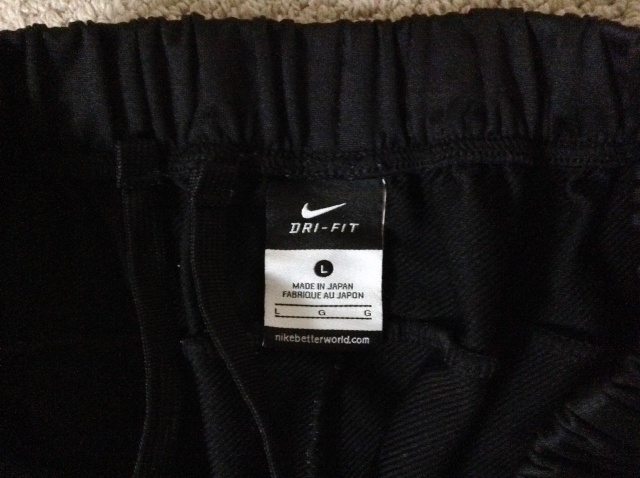 DRI-FIT
L
MADE IN JAPAN
FABRIQUE AU JAPON
L G G
nikebetterworld.com